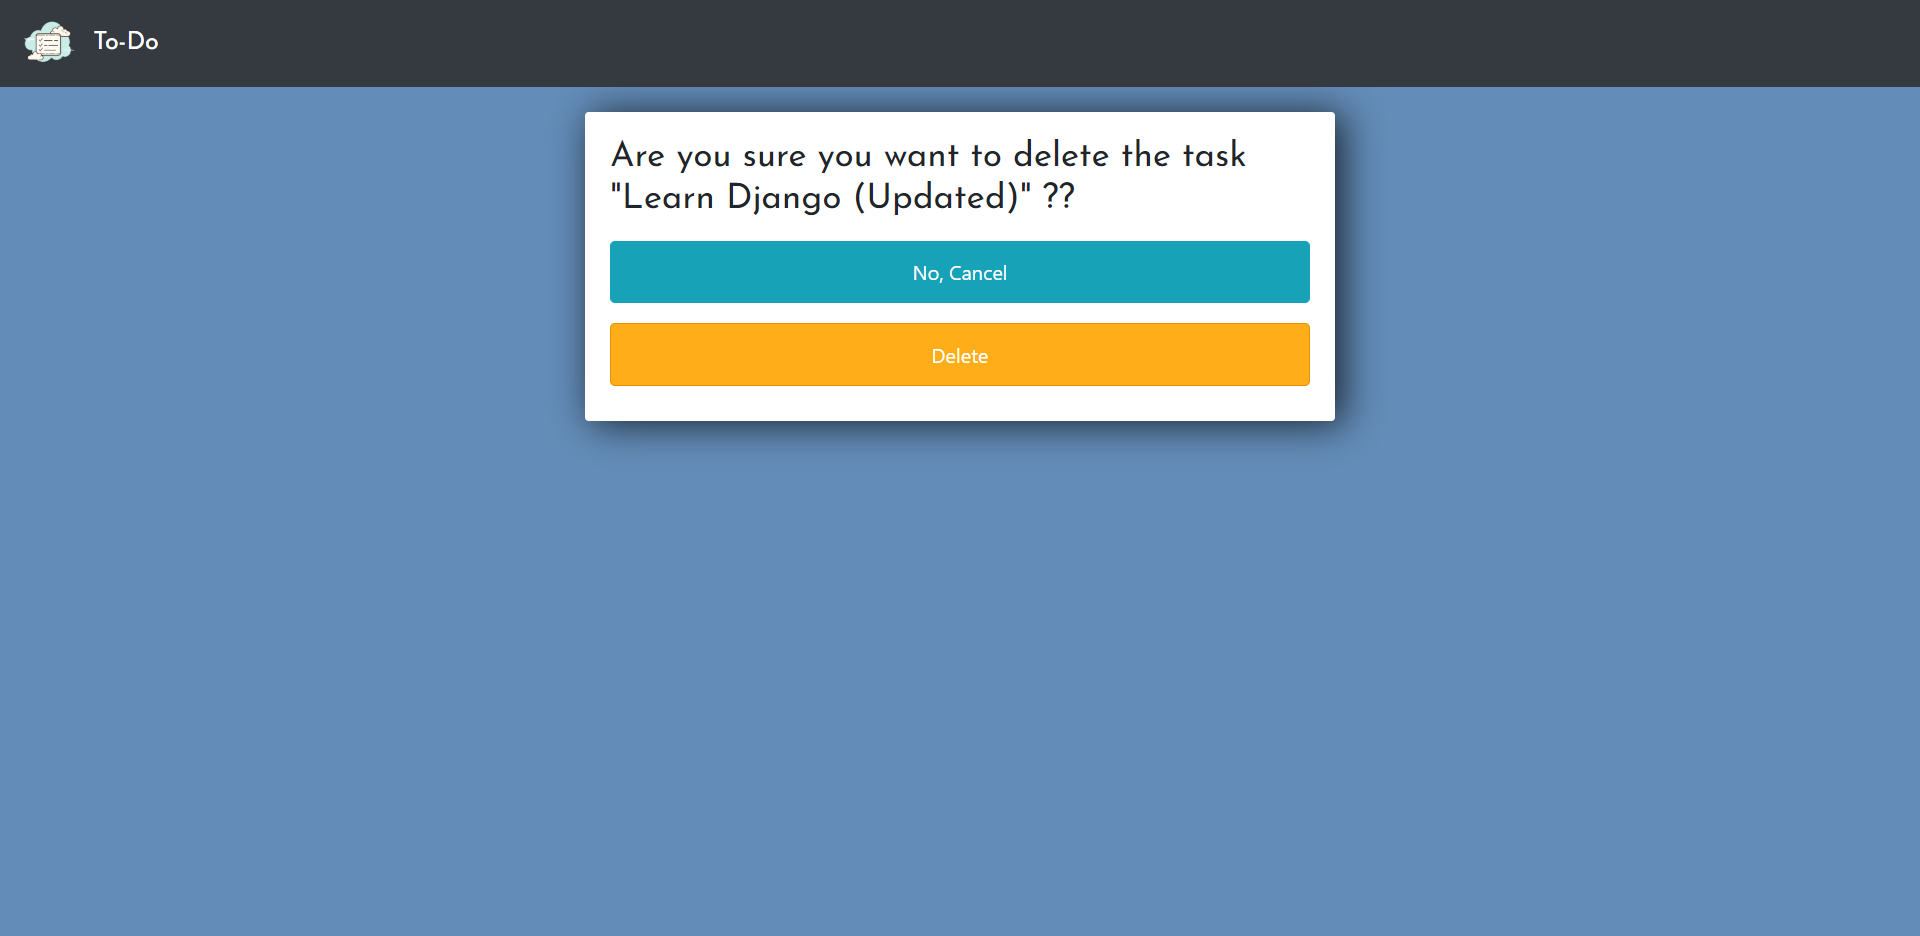 To-Do
Are you sure you want to delete the task
"Learn Django (Updated)" ??
No, Cancel
Delete